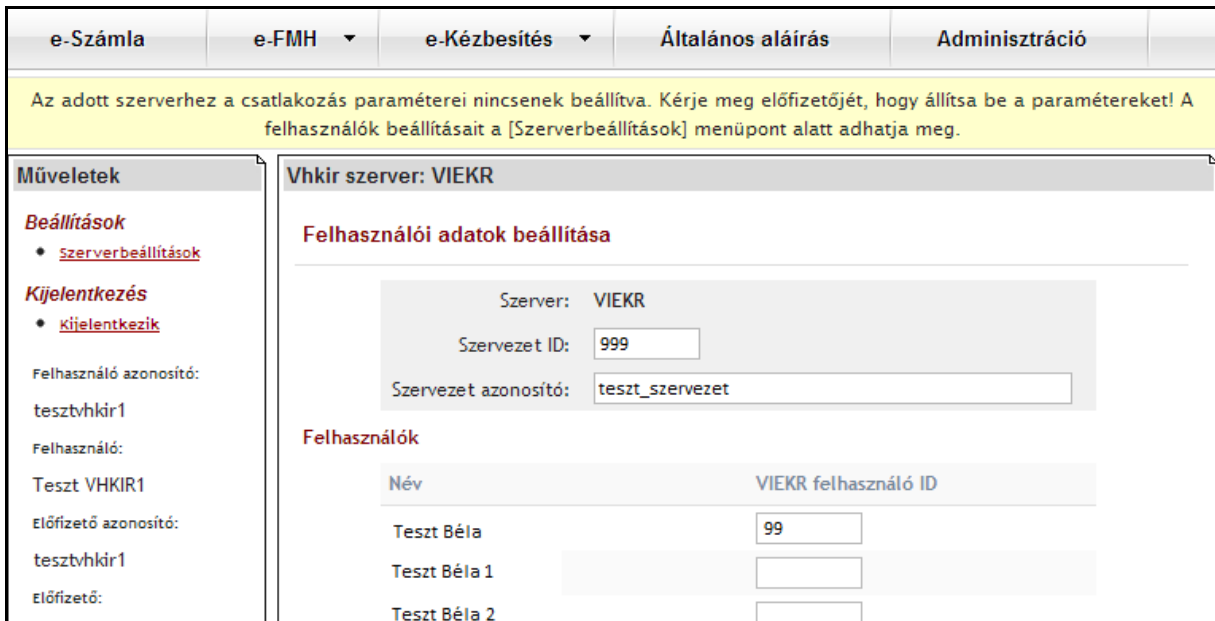 e-Számla e-FMH e-Kézbesítés Általános aláírás Adminisztráció
Az adott szerverhez a csatlakozás paraméterei nincsenek beállítva. Kérje meg előfizetőjét, hogy állítsa be a paramétereket! A
felhasználók beállításait a [Szerverbeállítások] menüpont alatt adhatja meg.
Műveletek
Beállítások
Szerverbeállítások
Kijelentkezés
Kijelentkezik
Felhasználó azonosító:
tesztvhkir1
Felhasználó:
Teszt VHKIR1
Előfizető azonosító:
tesztvhkir1
Előfizető:
Vhkir szerver: VIEKR
Felhasználói adatok beállítása
Szerver: VIEKR
Szervezet ID: 999
Szervezet azonosító: teszt_szervezet
Felhasználók
Név VIEKR felhasználó ID
Teszt Béla 99
Teszt Béla 1
Teszt Béla 2